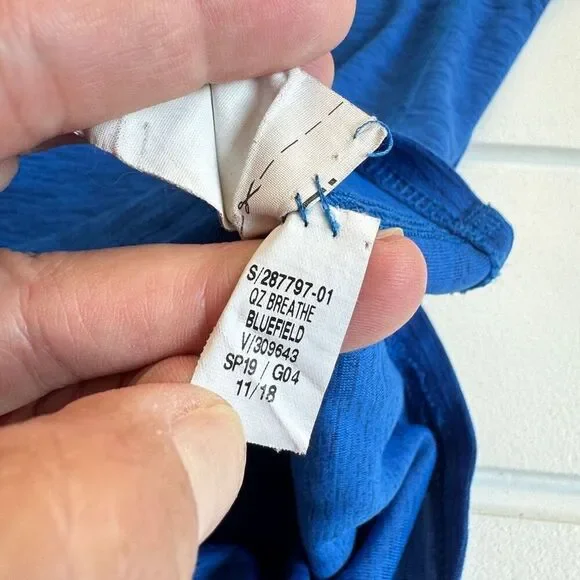 S/287797-01
QZ BREATHE
BLUEFIELD
V/309643
SP19 / G04
11/18